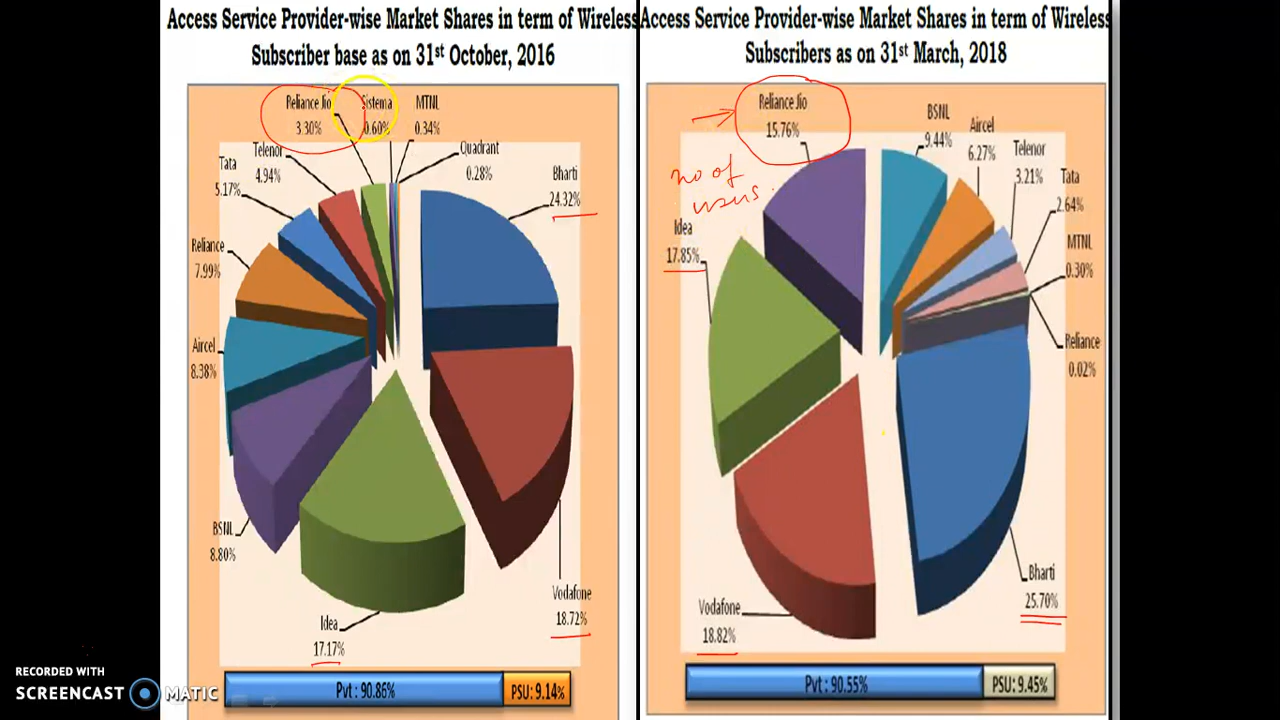 Access Service Provider-wise Market Shares in term of Wireless
Subscriber base as on 31st October, 2016
Reliance Jio
3.30%
Sistema
0.60%
MTNL
0.34%
Quadrant
0.28%
Bharti
24.32%
Telenor
4.94%
Tata
5.17%
Reliance
7.99%
Aircel
8.38%
BSNL
8.80%
Idea
17.17%
Vodafone
18.72%
Pvt : 90.86%
PSU: 9.14%
Access Service Provider-wise Market Shares in term of Wireless
Subscribers as on 31st March, 2018
Reliance Jio
15.76%
no of
users
BSNL
9.44%
Aircel
6.27%
Telenor
3.21%
Tata
2.64%
MTNL
0.30%
Reliance
0.02%
Idea
17.85%
Bharti
25.70%
Vodafone
18.82%
Pvt : 90.55%
PSU: 9.45%
RECORDED WITH
SCREENCAST MATIC